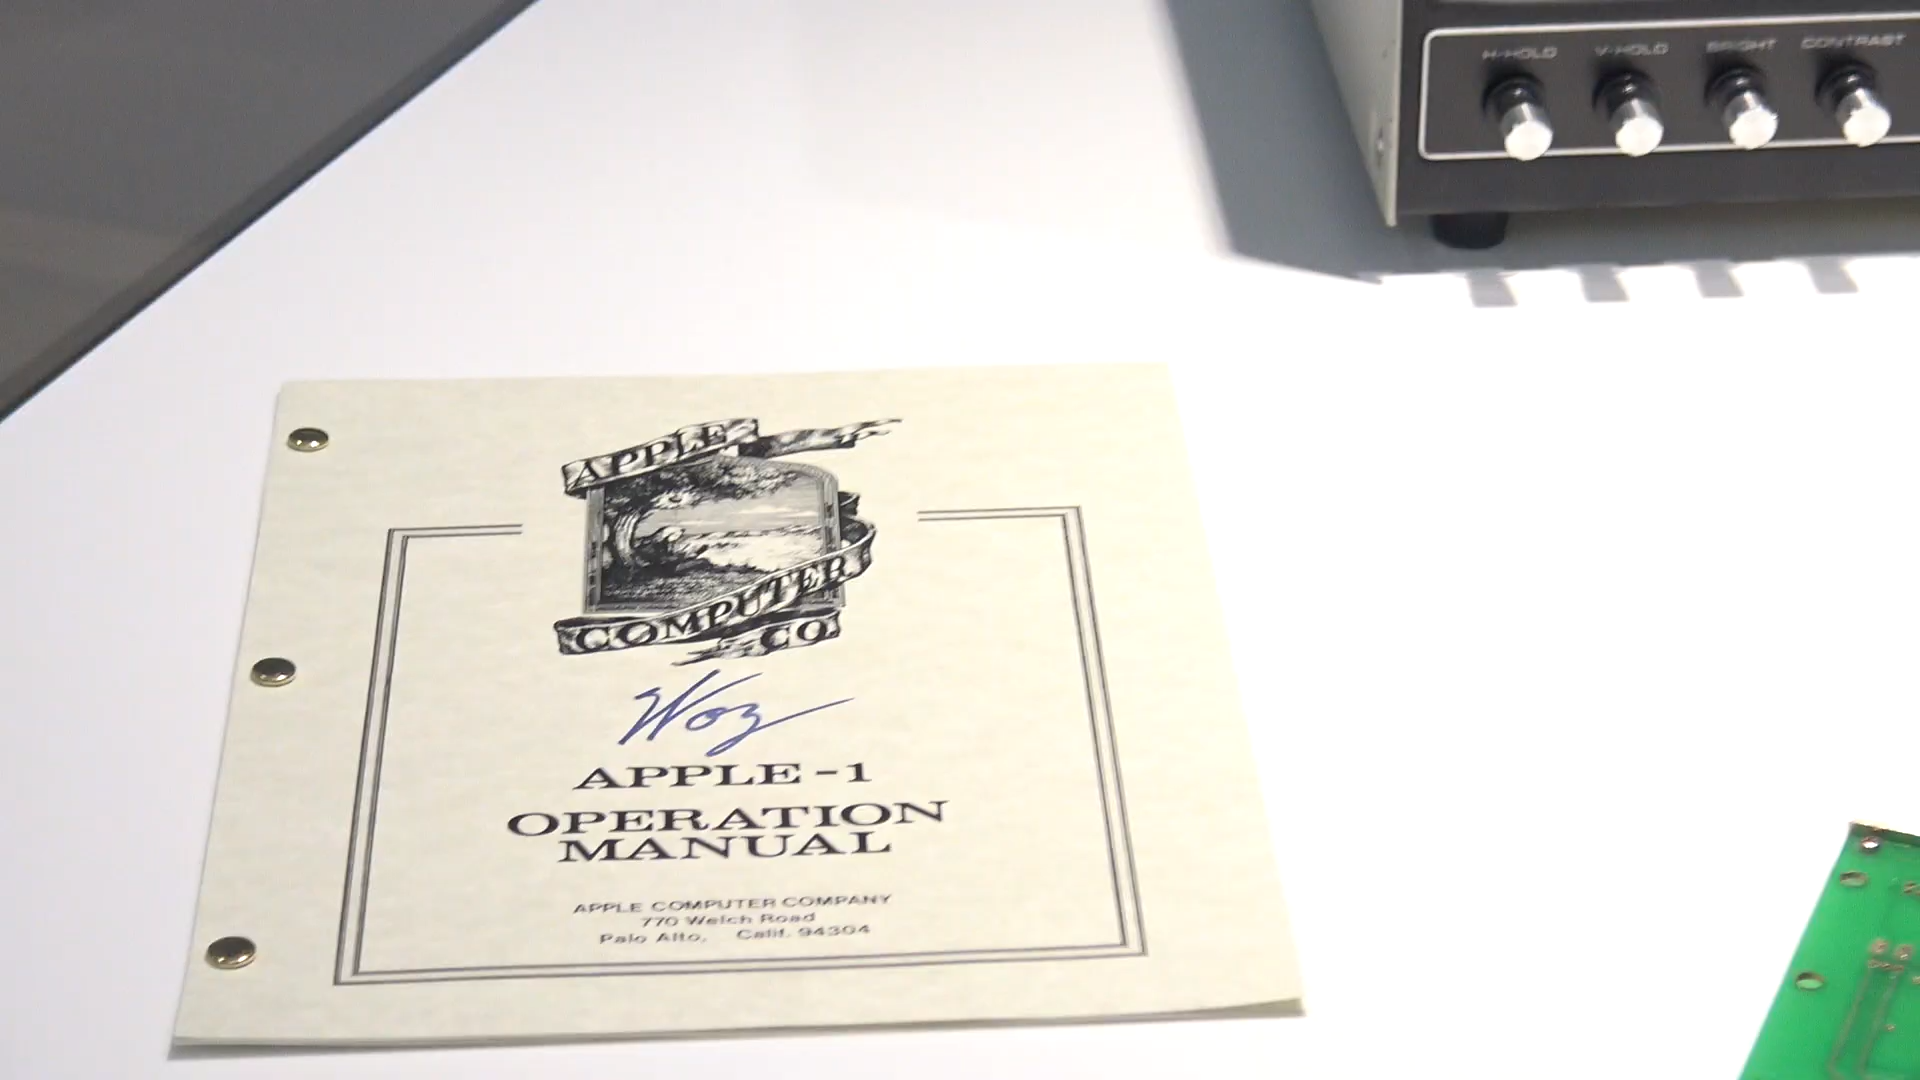 H-HOLD V-HOLD BRIGHT CONTRAST
APPLE
COMPUTER
CO
Woz
APPLE-1
OPERATION
MANUAL
APPLE COMPUTER COMPANY
770 Welch Road
Palo Alto, Calif. 94304